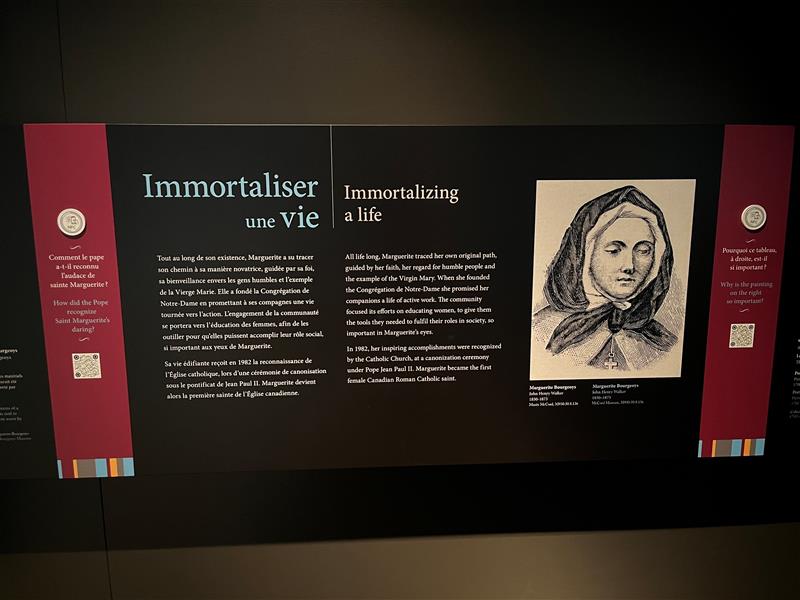 Comment le pape
a-t-il reconnu
l'audace de
sainte Marguerite ?
How did the Pope
recognize
Saint Marguerite's
daring?
Immortaliser
une vie
Tout au long de son existence, Marguerite a su tracer
son chemin à sa manière novatrice, guidée par sa foi,
sa bienveillance envers les gens humbles et l'exemple
de la Vierge Marie. Elle a fondé la Congrégation de
Notre-Dame en promettant à ses compagnes une vie
tournée vers l'action. L'engagement de la communauté
se portera vers l'éducation des femmes, afin de les
outiller pour qu'elles puissent accomplir leur rôle social,
si important aux yeux de Marguerite.
Sa vie édifiante reçoit en 1982 la reconnaissance de
l'Église catholique, lors d'une cérémonie de canonisation
sous le pontificat de Jean Paul II. Marguerite devient
alors la première sainte de l'Église canadienne.
Immortalizing
a life
All life long, Marguerite traced her own original path,
guided by her faith, her regard for humble people and
the example of the Virgin Mary. When she founded
the Congrégation de Notre-Dame she promised her
companions a life of active work. The community
focused its efforts on educating women, to give them
the tools they needed to fulfil their roles in society, so
important in Marguerite's eyes.
In 1982, her inspiring accomplishments were recognized
by the Catholic Church, at a canonization ceremony
under Pope Jean Paul II. Marguerite became the first
female Canadian Roman Catholic saint.
Marguerite Bourgeoys
John Henry Walker
1850-1873
Musée McCord,
Marguerite Bourgeoys
John Henry Walker
1850-1873
McCord Museum,
Pourquoi ce tableau,
à droite, est-il
si important ?
Why is the painting
on the right
so important?